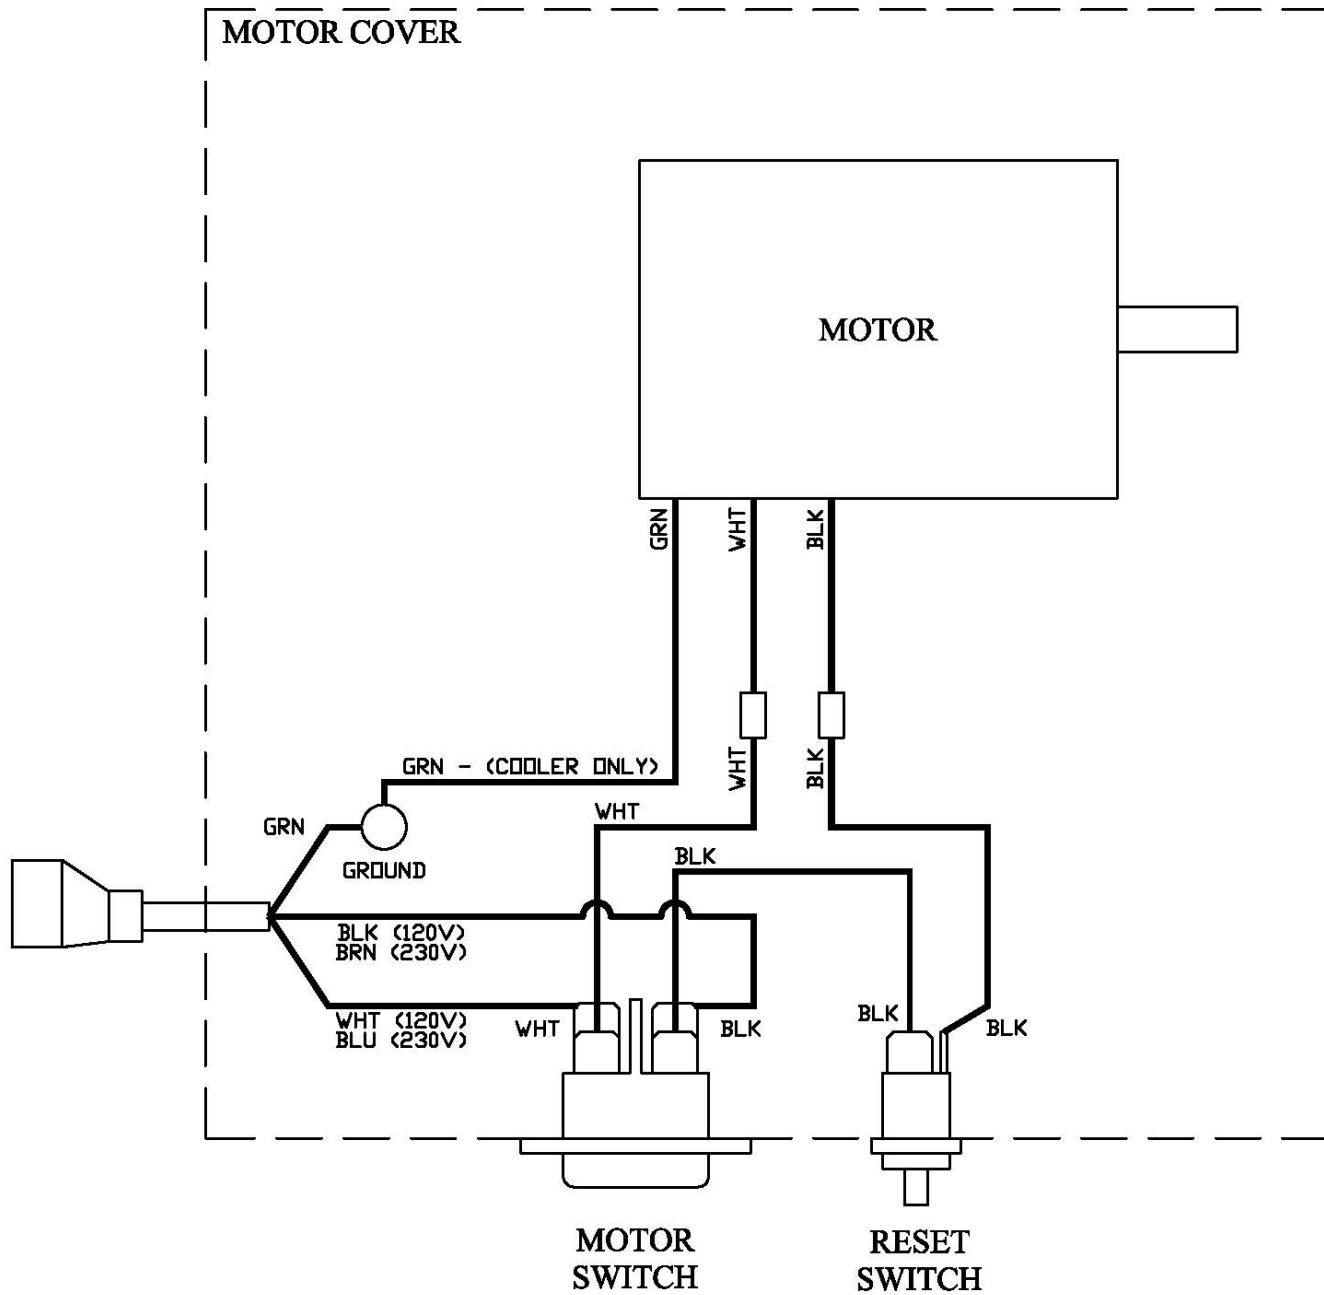 MOTOR COVER
MOTOR
GRN
WHT
BLK
GRN - (COOLER ONLY)
WHT
BLK
WHT
GRN
BLK
GROUND
BLK (120V)
BRN (230V)
WHT (120V)
BLU (230V)
WHT
BLK
BLK
BLK
MOTOR
SWITCH
RESET
SWITCH